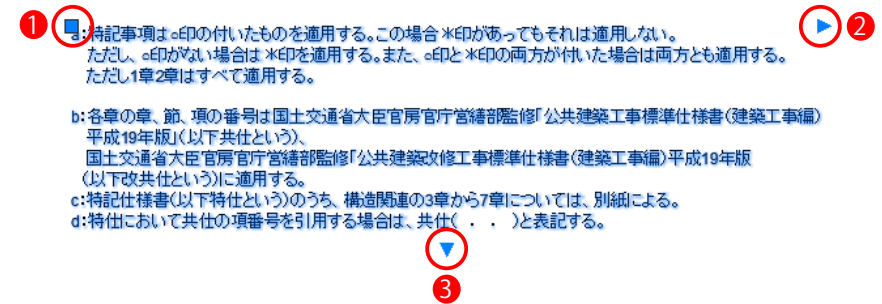 1
2
a:特記事項は○印の付いたものを適用する。この場合※印があってもそれは適用しない。
ただし、○印がない場合は※印を適用する。また、○印と※印の両方が付いた場合は両方とも適用する。
ただし1章2章はすべて適用する。
b:各章の章、節、項の番号は国土交通省大臣官房官庁営繕部監修「公共建築工事標準仕様書(建築工事編)
平成19年版」(以下共仕という)、
国土交通省大臣官房官庁営繕部監修「公共建築改修工事標準仕様書(建築工事編)平成19年版
(以下改共仕という)に適用する。
c:特記仕様書(以下特仕という)のうち、構造関連の3章から7章については、別紙による。
d:特仕において共仕の項番号を引用する場合は、共仕( . . )と表記する。
3